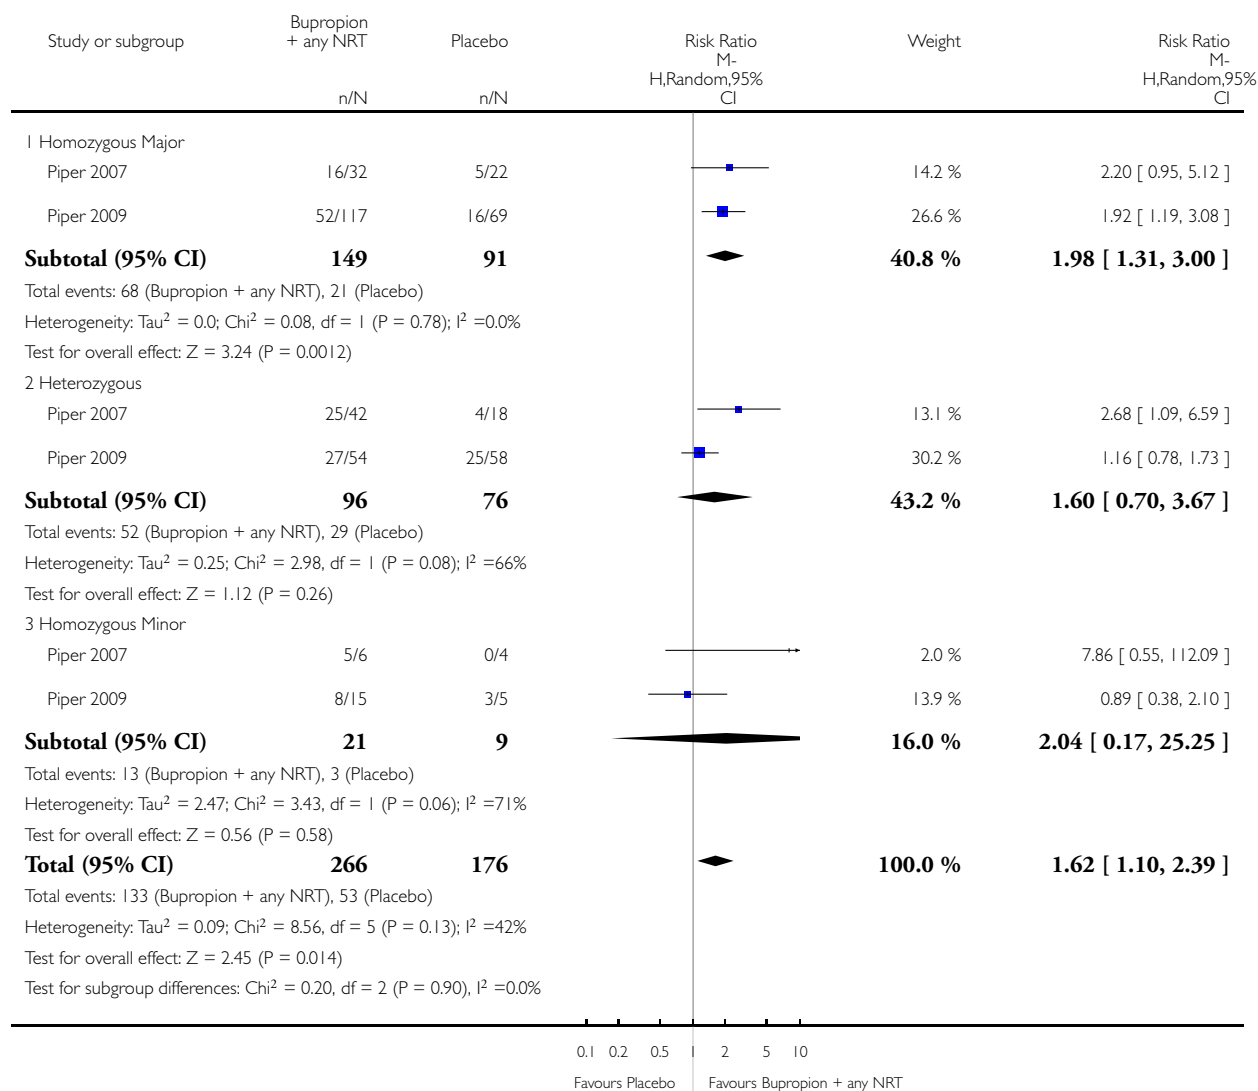 Study or subgroup Bupropion + any NRT Placebo Risk Ratio Weight Risk Ratio
M-H,Random,95% CI M-H,Random,95% CI
n/N n/N
1 Homozygous Major
Piper 2007 16/32 5/22 14.2 % 2.20 [ 0.95, 5.12 ]
Piper 2009 52/117 16/69 26.6 % 1.92 [ 1.19, 3.08 ]
Subtotal (95% CI) 149 91 40.8 % 1.98 [ 1.31, 3.00 ]
Total events: 68 (Bupropion + any NRT), 21 (Placebo)
Heterogeneity: Tau² = 0.0; Chi² = 0.08, df = 1 (P = 0.78); I² =0.0%
Test for overall effect: Z = 3.24 (P = 0.0012)
2 Heterozygous
Piper 2007 25/42 4/18 13.1 % 2.68 [ 1.09, 6.59 ]
Piper 2009 27/54 25/58 30.2 % 1.16 [ 0.78, 1.73 ]
Subtotal (95% CI) 96 76 43.2 % 1.60 [ 0.70, 3.67 ]
Total events: 52 (Bupropion + any NRT), 29 (Placebo)
Heterogeneity: Tau² = 0.25; Chi² = 2.98, df = 1 (P = 0.08); I² =66%
Test for overall effect: Z = 1.12 (P = 0.26)
3 Homozygous Minor
Piper 2007 5/6 0/4 2.0 % 7.86 [ 0.55, 112.09 ]
Piper 2009 8/15 3/5 13.9 % 0.89 [ 0.38, 2.10 ]
Subtotal (95% CI) 21 9 16.0 % 2.04 [ 0.17, 25.25 ]
Total events: 13 (Bupropion + any NRT), 3 (Placebo)
Heterogeneity: Tau² = 2.47; Chi² = 3.43, df = 1 (P = 0.06); I² =71%
Test for overall effect: Z = 0.56 (P = 0.58)
Total (95% CI) 266 176 100.0 % 1.62 [ 1.10, 2.39 ]
Total events: 133 (Bupropion + any NRT), 53 (Placebo)
Heterogeneity: Tau² = 0.09; Chi² = 8.56, df = 5 (P = 0.13); I² =42%
Test for overall effect: Z = 2.45 (P = 0.014)
Test for subgroup differences: Chi² = 0.20, df = 2 (P = 0.90), I² =0.0%
0.1 0.2 0.5 1 2 5 10
Favours Placebo Favours Bupropion + any NRT